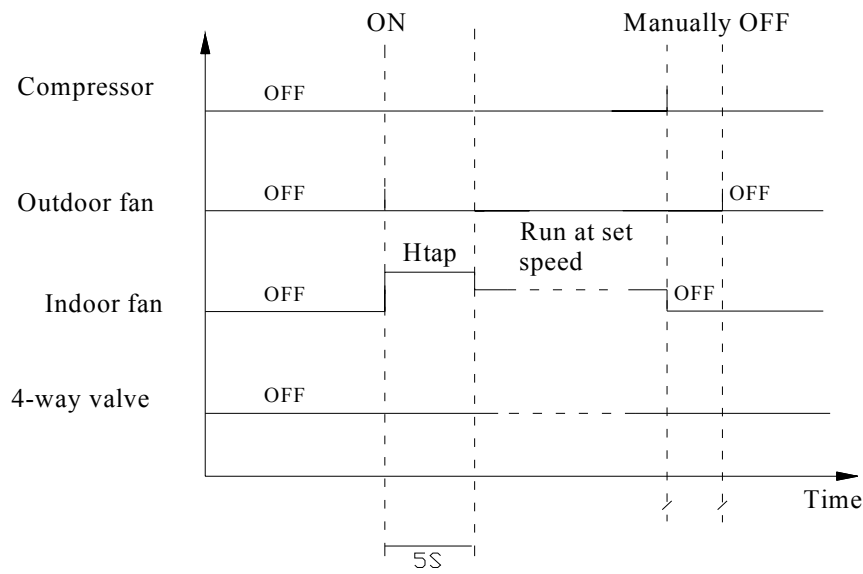 ON
Manually OFF
Compressor
OFF
Outdoor fan
OFF
OFF
Htap
Run at set
speed
Indoor fan
OFF
OFF
4-way valve
OFF
Time
5S